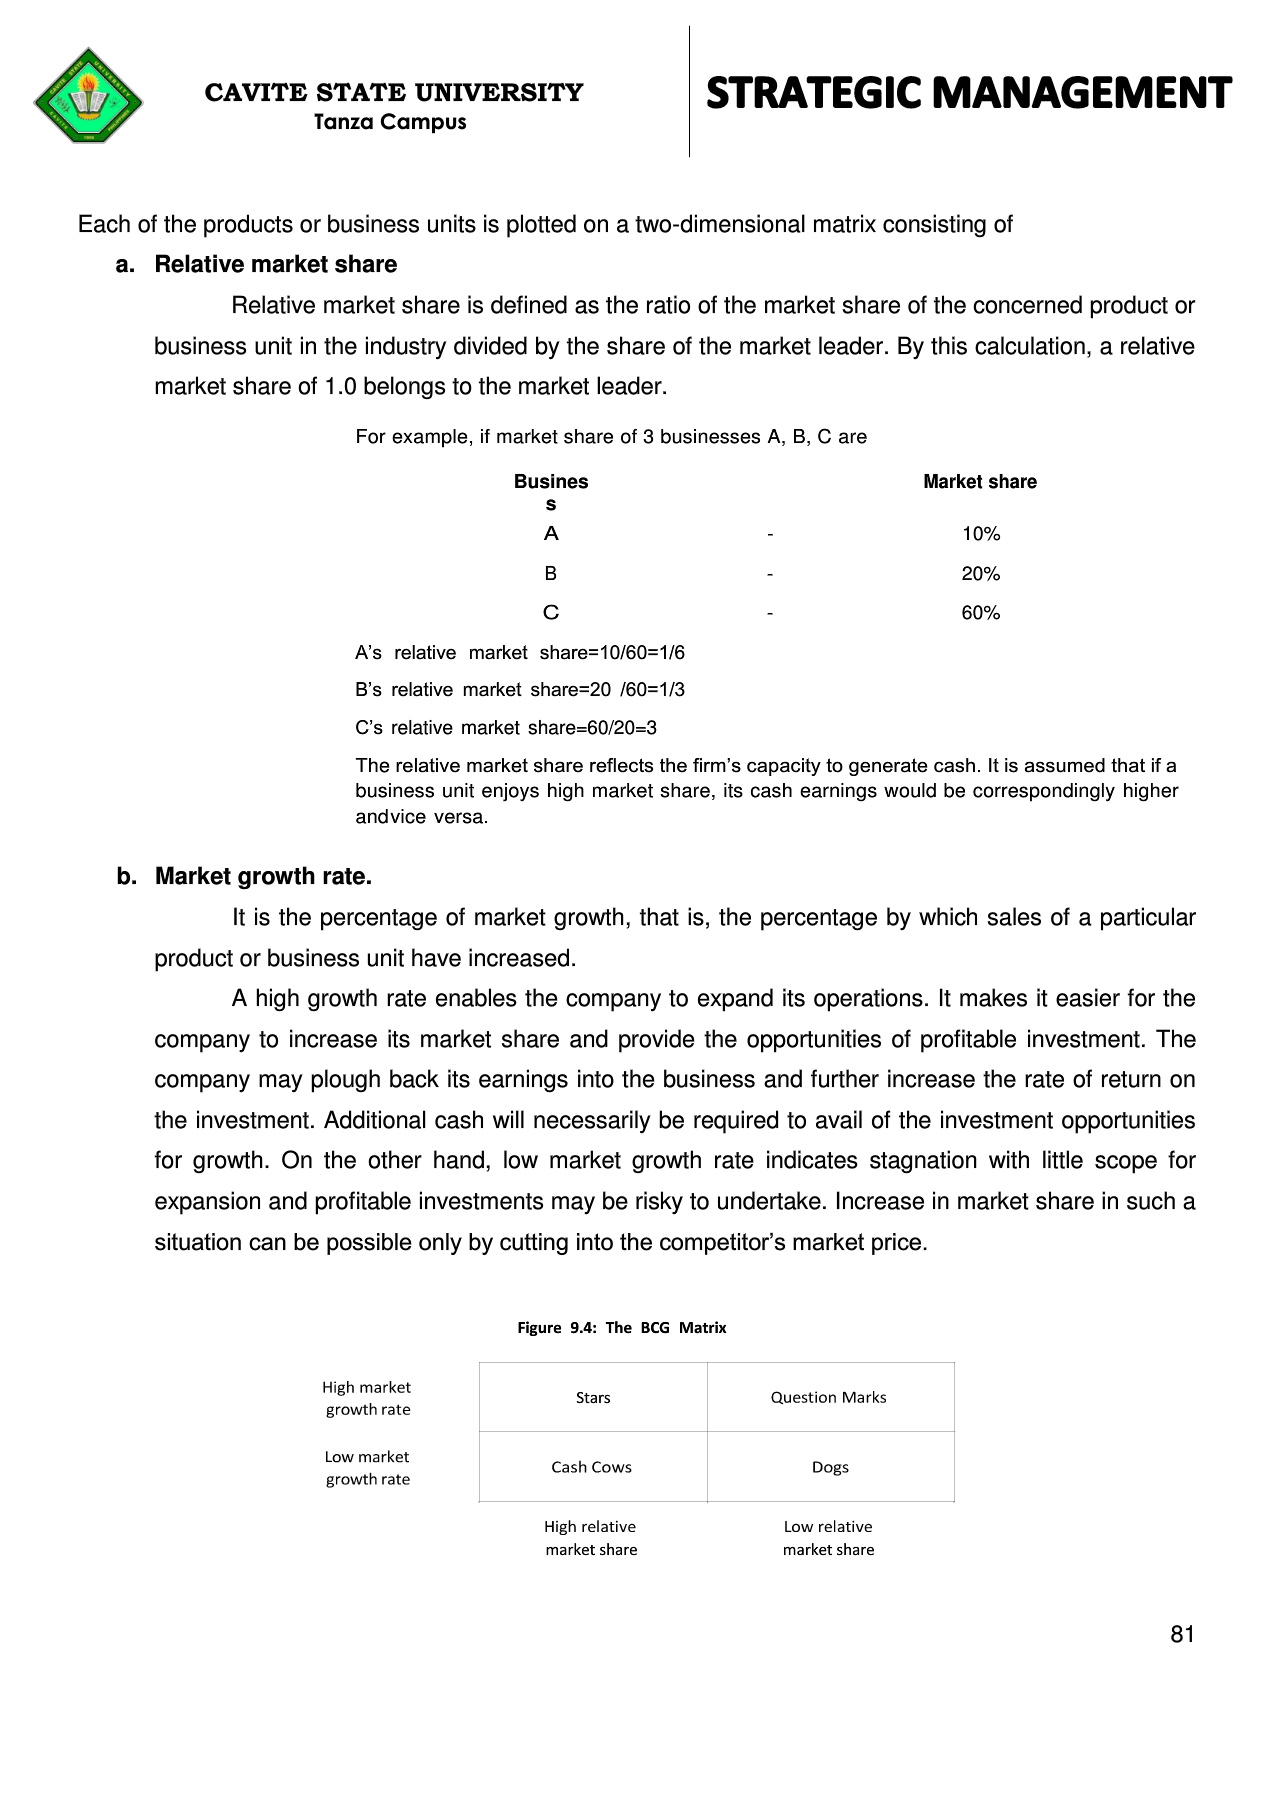 CAVITE STATE UNIVERSITY
Tanza Campus
STRATEGIC MANAGEMENT
Each of the products or business units is plotted on a two-dimensional matrix consisting of
a. Relative market share
Relative market share is defined as the ratio of the market share of the concerned product or
business unit in the industry divided by the share of the market leader. By this calculation, a relative
market share of 1.0 belongs to the market leader.
For example, if market share of 3 businesses A, B, C are
Busines Market share
s
A - 10%
B - 20%
C - 60%
A’s relative market share=10/60=1/6
B’s relative market share=20 /60=1/3
C’s relative market share=60/20=3
The relative market share reflects the firm’s capacity to generate cash. It is assumed that if a
business unit enjoys high market share, its cash earnings would be correspondingly higher
andvice versa.
b. Market growth rate.
It is the percentage of market growth, that is, the percentage by which sales of a particular
product or business unit have increased.
A high growth rate enables the company to expand its operations. It makes it easier for the
company to increase its market share and provide the opportunities of profitable investment. The
company may plough back its earnings into the business and further increase the rate of return on
the investment. Additional cash will necessarily be required to avail of the investment opportunities
for growth. On the other hand, low market growth rate indicates stagnation with little scope for
expansion and profitable investments may be risky to undertake. Increase in market share in such a
situation can be possible only by cutting into the competitor’s market price.
Figure 9.4: The BCG Matrix
High market
growth rate
Stars Question Marks
Low market
growth rate
Cash Cows Dogs
High relative Low relative
market share market share
81